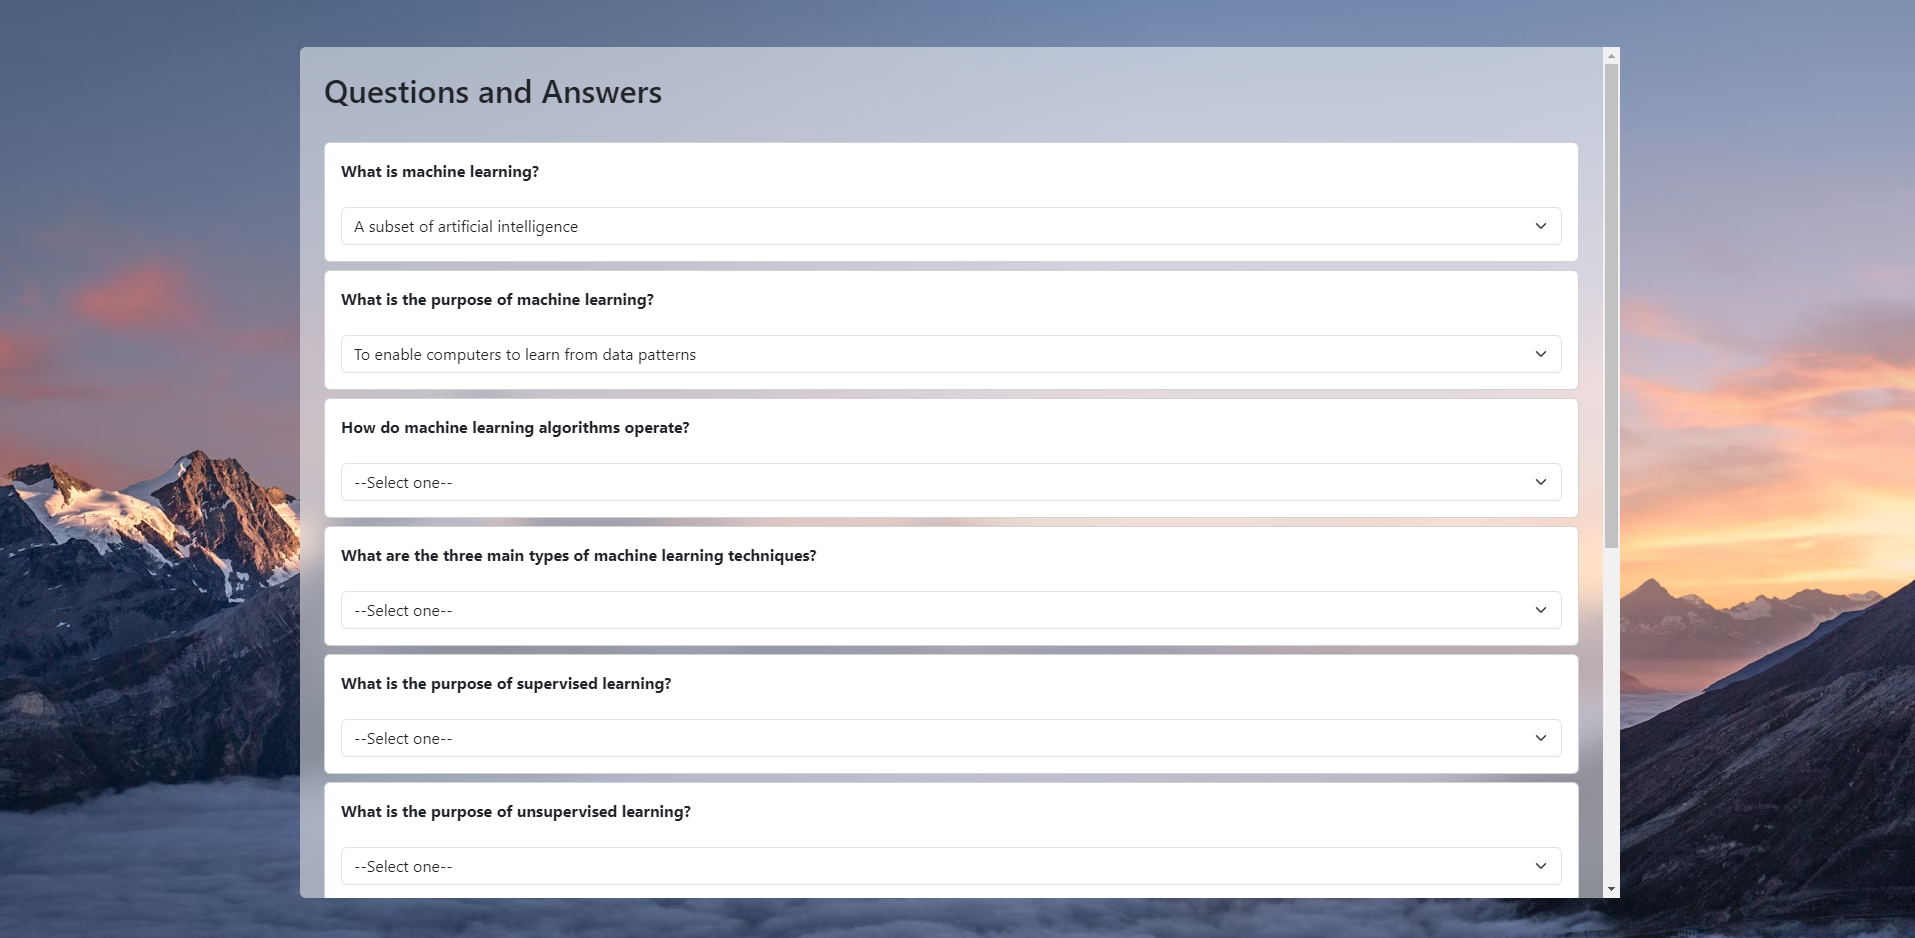 Questions and Answers
What is machine learning?
A subset of artificial intelligence
What is the purpose of machine learning?
To enable computers to learn from data patterns
How do machine learning algorithms operate?
--Select one--
What are the three main types of machine learning techniques?
--Select one--
What is the purpose of supervised learning?
--Select one--
What is the purpose of unsupervised learning?
--Select one--